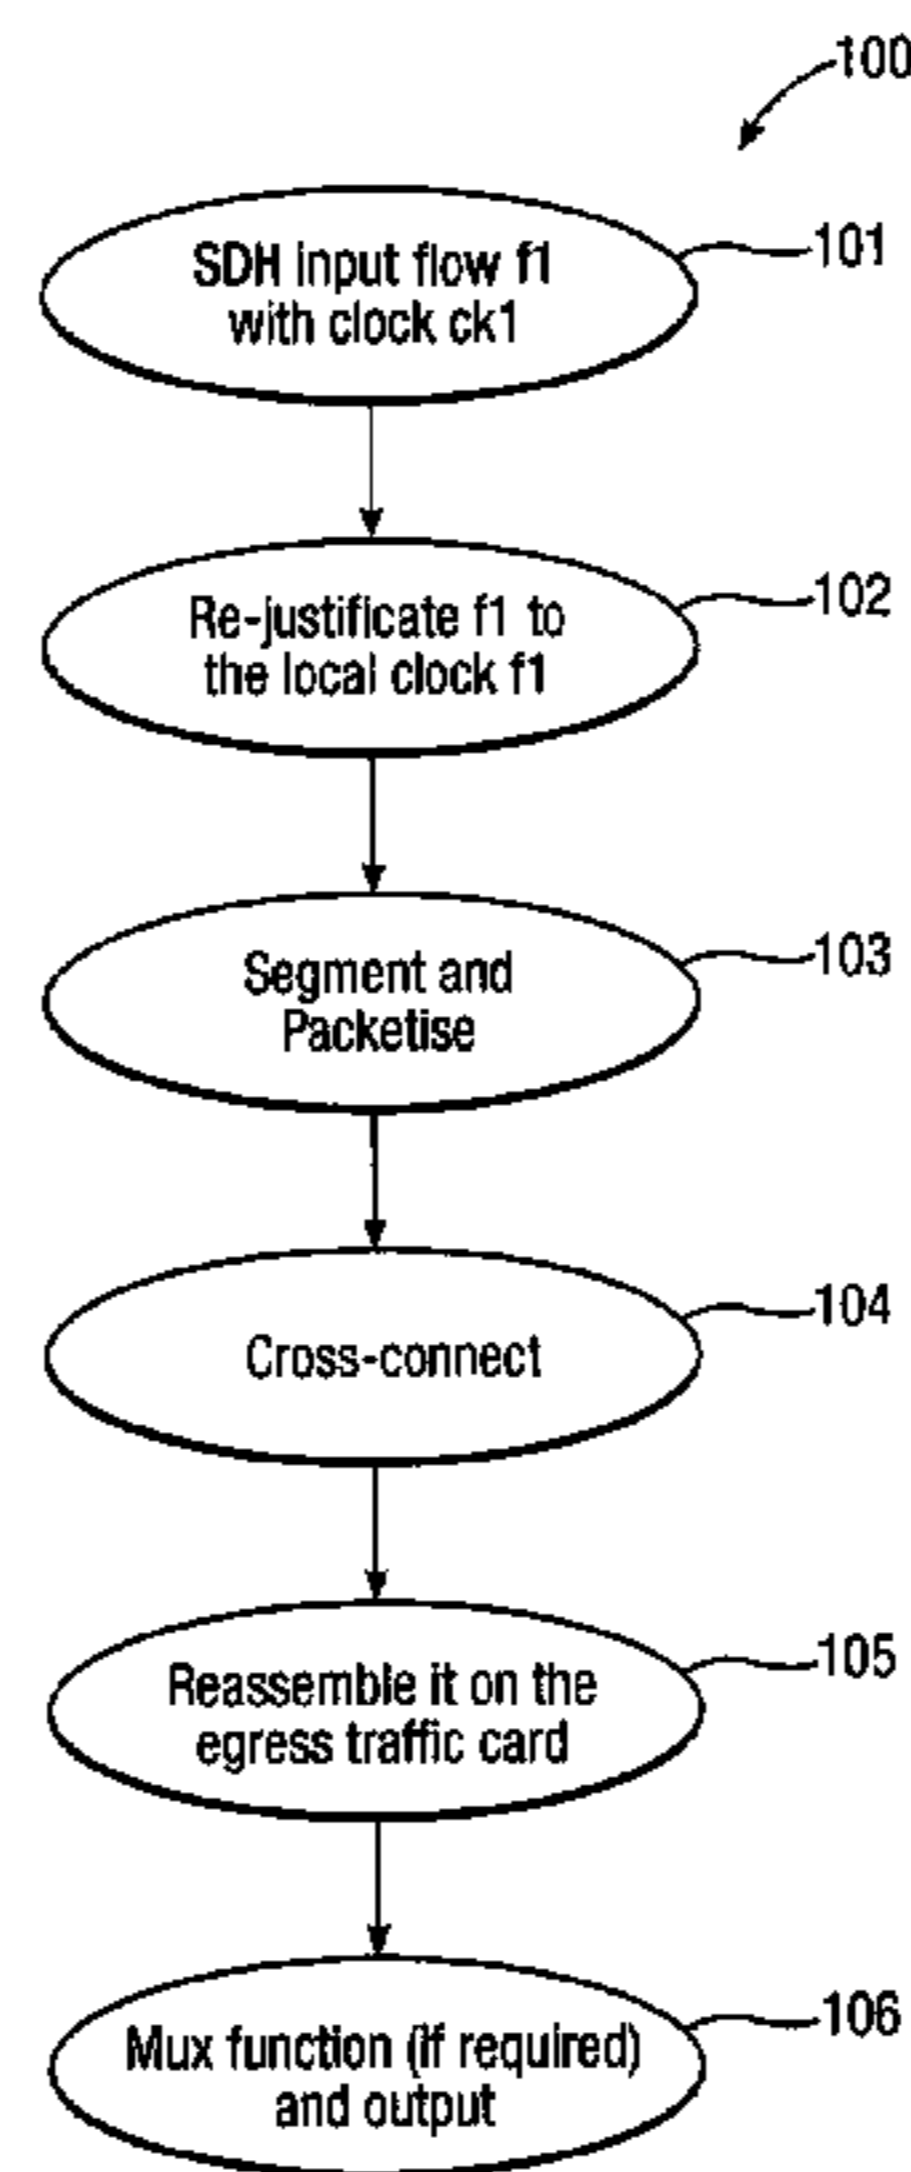 100
SDH input flow f1
with clock ck1
101
Re-justificate f1 to
the local clock f1
102
Segment and
Packetise
103
Cross-connect
104
Reassemble it on the
egress traffic card
105
Mux function (if required)
and output
106